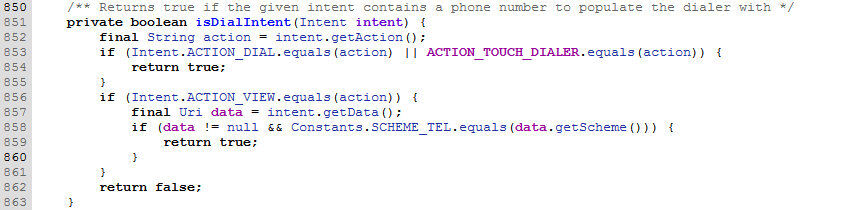 850 /** Returns true if the given intent contains a phone number to populate the dialer with */
851 private boolean isDialIntent(Intent intent) {
852 final String action = intent.getAction();
853 if (Intent.ACTION_DIAL.equals(action) || ACTION_TOUCH_DIALER.equals(action)) {
854 return true;
855 }
856 if (Intent.ACTION_VIEW.equals(action)) {
857 final Uri data = intent.getData();
858 if (data != null && Constants.SCHEME_TEL.equals(data.getScheme())) {
859 return true;
860 }
861 }
862 return false;
863 }